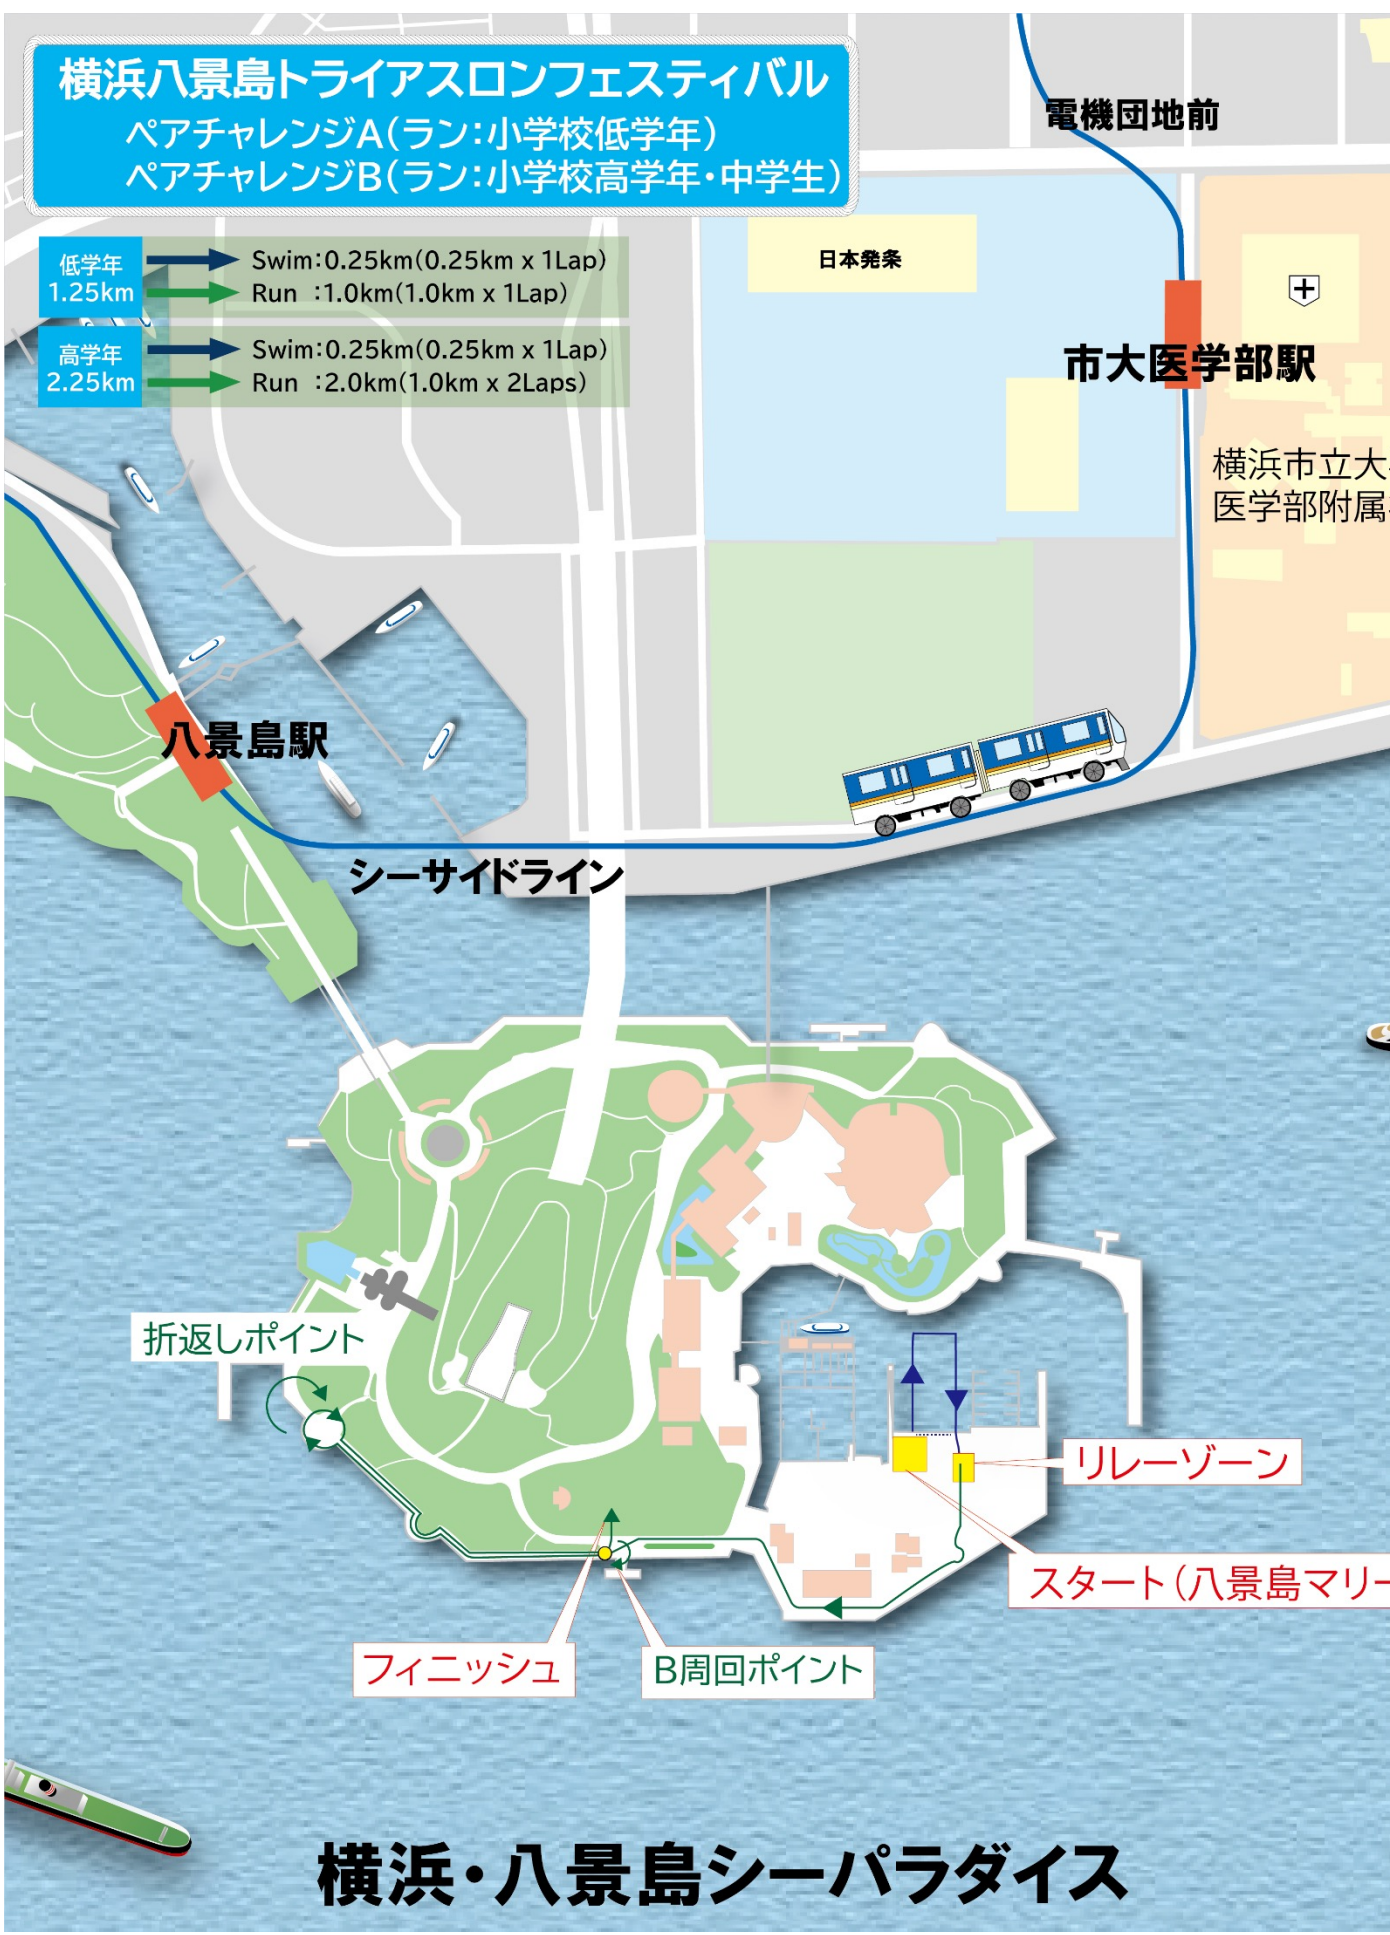 横浜八景島トライアスロンフェスティバル
ペアチャレンジA(ラン:小学校低学年)
ペアチャレンジB(ラン:小学校高学年・中学生)
低学年
1.25km
Swim:0.25km(0.25km x 1Lap)
Run :1.0km(1.0km x 1Lap)
高学年
2.25km
Swim:0.25km(0.25km x 1Lap)
Run :2.0km(1.0km x 2Laps)
電機団地前
日本発条
市大医学部駅
横浜市立大
医学部附属
八景島駅
シーサイドライン
折返しポイント
リレーゾーン
スタート(八景島マリー
フィニッシュ
B周回ポイント
横浜・八景島シーパラダイス